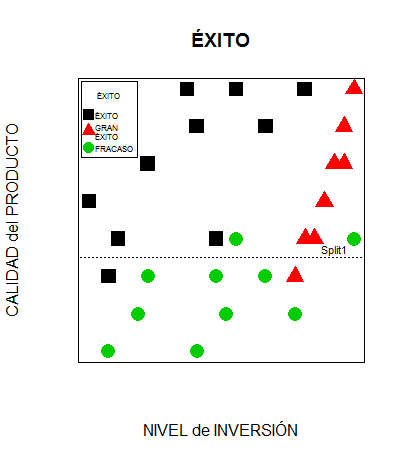 ÉXITO
ÉXITO
ÉXITO
GRAN
ÉXITO
FRACASO
CALIDAD del PRODUCTO
Split1
NIVEL de INVERSIÓN